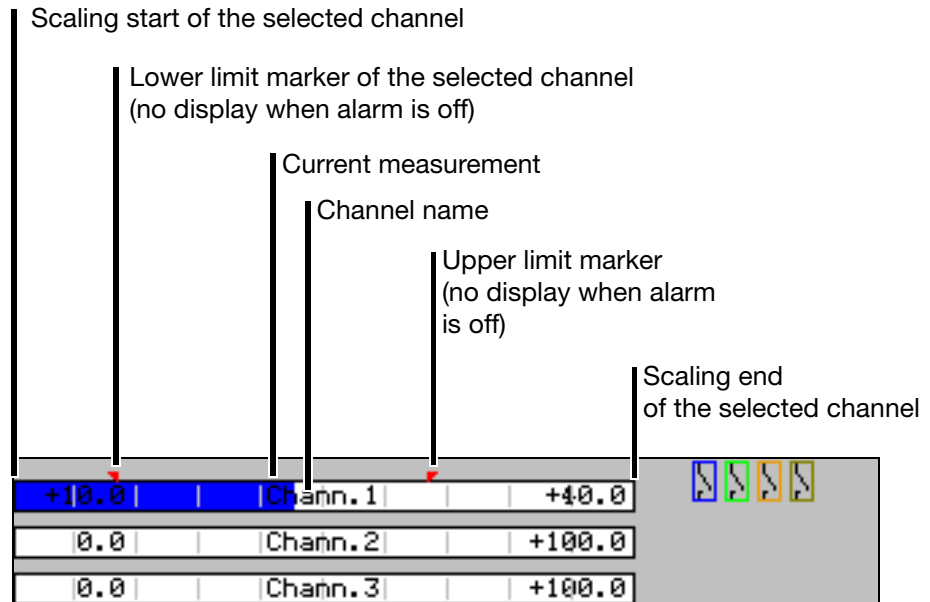 Scaling start of the selected channel
Lower limit marker of the selected channel
(no display when alarm is off)
Current measurement
Channel name
Upper limit marker
(no display when alarm
is off)
Scaling end
of the selected channel
+10.0 Chann.1 +40.0
0.0 Chann.2 +100.0
0.0 Chann.3 +100.0